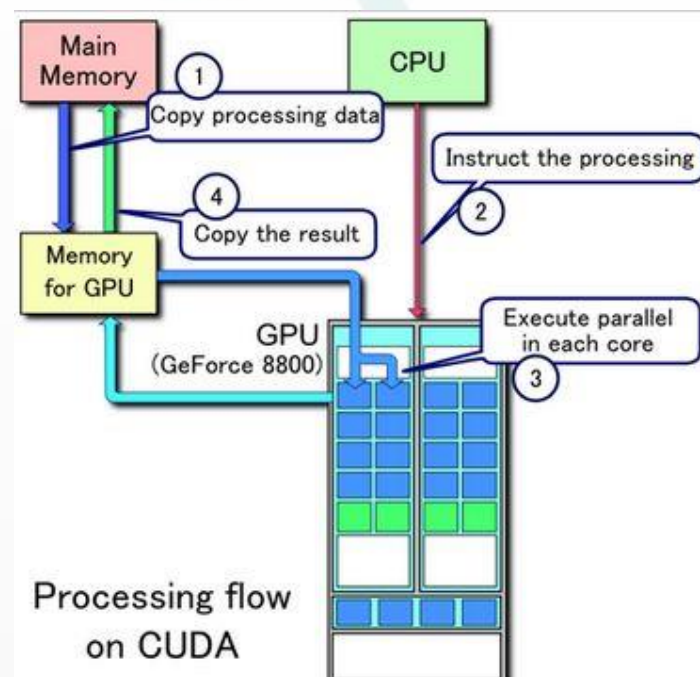 Main
Memory
CPU
1
Copy processing data
Instruct the processing
2
4
Copy the result
Memory
for GPU
GPU
(GeForce 8800)
Execute parallel
in each core
3
Processing flow
on CUDA